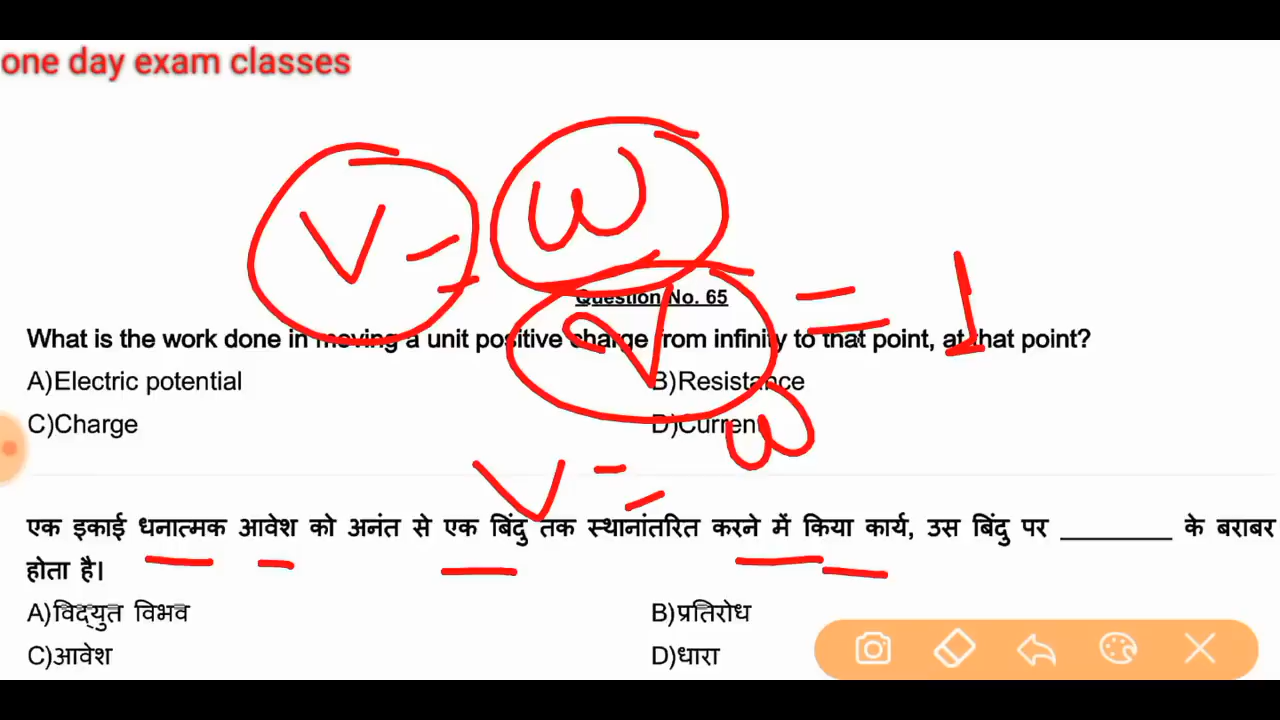 one day exam classes
V = W
Question No. 65
q = 1
What is the work done in moving a unit positive charge from infinity to that point, at that point?
A)Electric potential B)Resistance
C)Charge D)Current
V = W
एक इकाई धनात्मक आवेश को अनंत से एक बिंदु तक स्थानांतरित करने में किया कार्य, उस बिंदु पर _________ के बराबर
होता है।
A)विद्युत विभव B)प्रतिरोध
C)आवेश D)धारा